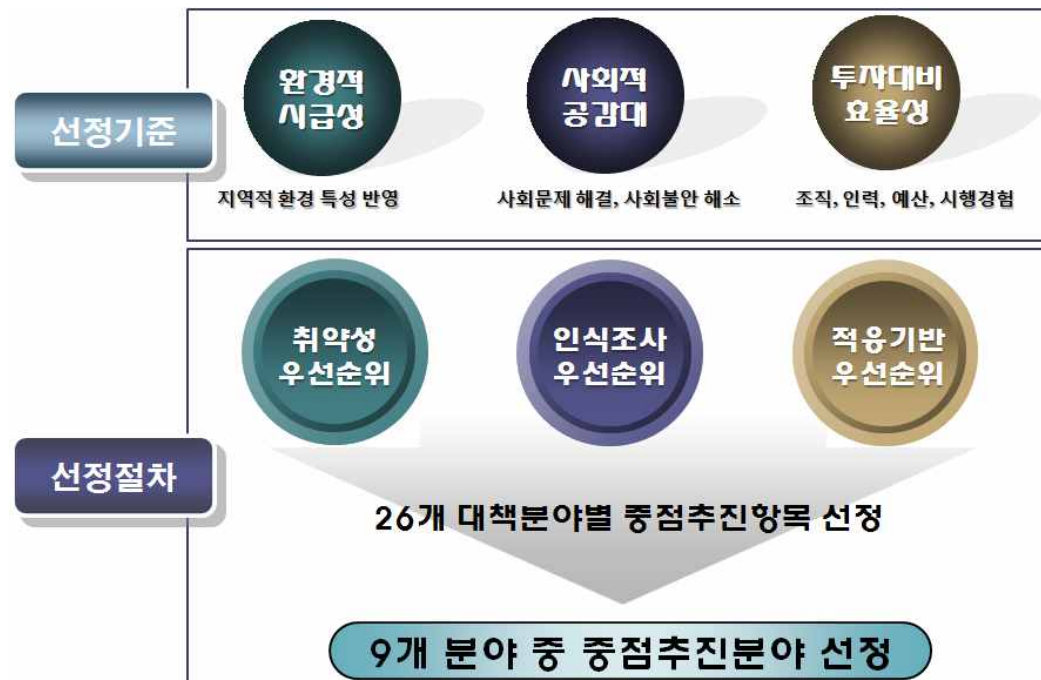 선정기준
환경적
시급성
사회적
공감대
투자대비
효율성
지역적 환경 특성 반영
사회문제 해결, 사회불안 해소
조직, 인력, 예산, 시행경험
선정절차
취약성
우선순위
인식조사
우선순위
적응기반
우선순위
26개 대책분야별 중점추진항목 선정
9개 분야 중 중점추진분야 선정